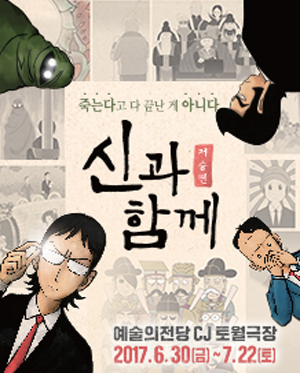 죽는다고 다 끝난 게 아니다
신과
저승편
함께
예술의전당 CJ 토월극장
2017. 6. 30(금) ~ 7. 22(토)